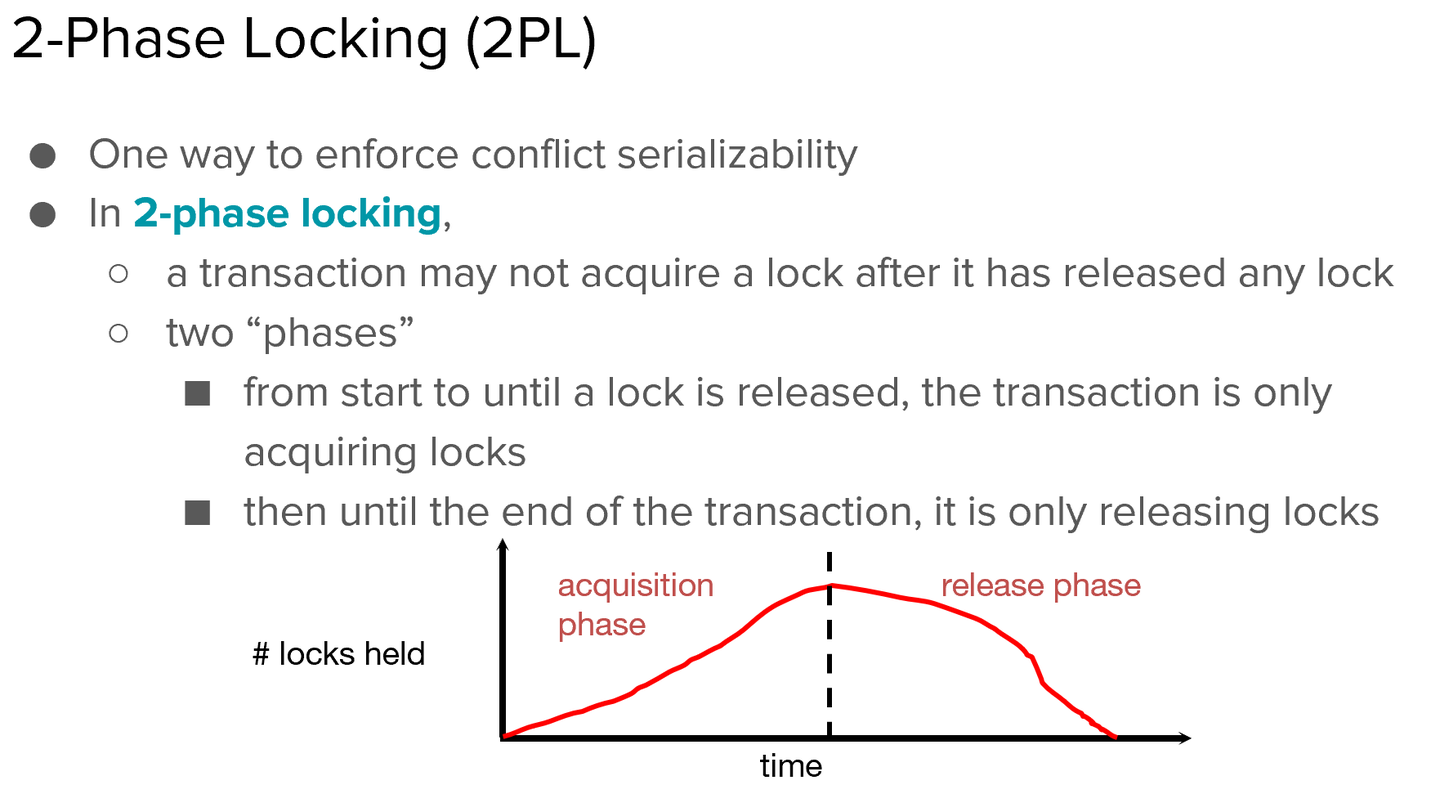 2-Phase Locking (2PL)
● One way to enforce conflict serializability
● In 2-phase locking,
○ a transaction may not acquire a lock after it has released any lock
○ two “phases”
■ from start to until a lock is released, the transaction is only
acquiring locks
■ then until the end of the transaction, it is only releasing locks
acquisition
phase
release phase
# locks held
time